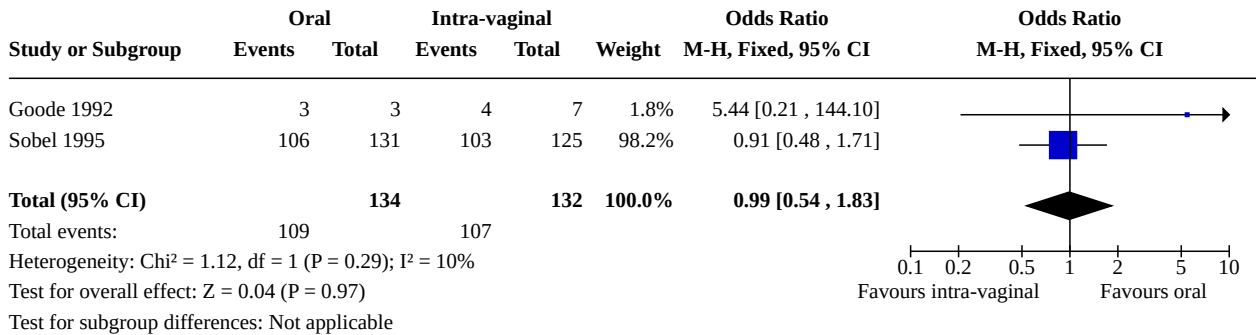 Oral Intra-vaginal Odds Ratio Odds Ratio
Study or Subgroup Events Total Events Total Weight M-H, Fixed, 95% CI M-H, Fixed, 95% CI
Goode 1992 3 3 4 7 1.8% 5.44 [0.21 , 144.10]
Sobel 1995 106 131 103 125 98.2% 0.91 [0.48 , 1.71]
Total (95% CI) 134 132 100.0% 0.99 [0.54 , 1.83]
Total events: 109 107
Heterogeneity: Chi² = 1.12, df = 1 (P = 0.29); I² = 10%
0.1 0.2 0.5 1 2 5 10
Test for overall effect: Z = 0.04 (P = 0.97)
Favours intra-vaginal Favours oral
Test for subgroup differences: Not applicable